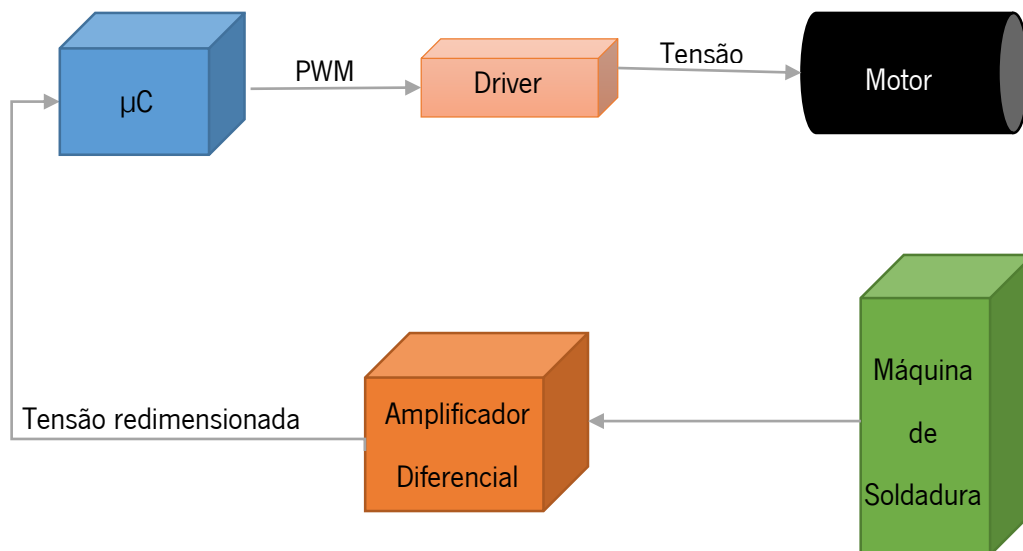 µC
PWM
Driver
Tensão
Motor
Tensão redimensionada
Amplificador
Diferencial
Máquina
de
Soldadura